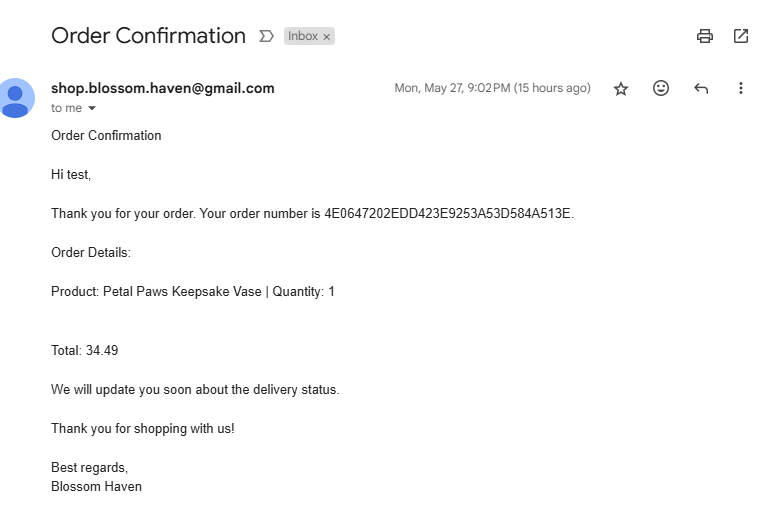 Order Confirmation Inbox ×
shop.blossom.haven@gmail.com Mon, May 27, 9:02 PM (15 hours ago)
to me
Order Confirmation
Hi test,
Thank you for your order. Your order number is 4E0647202EDD423E9253A53D584A513E.
Order Details:
Product: Petal Paws Keepsake Vase | Quantity: 1
Total: 34.49
We will update you soon about the delivery status.
Thank you for shopping with us!
Best regards,
Blossom Haven